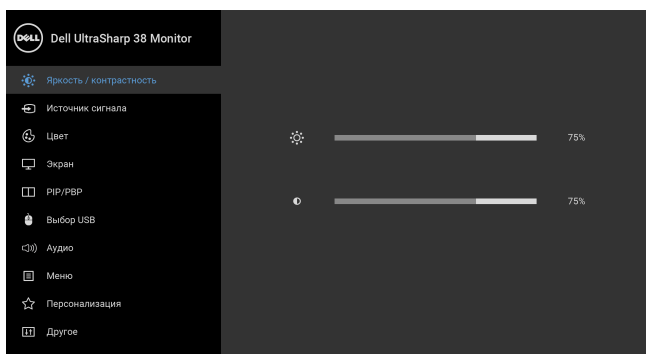 DELL Dell UltraSharp 38 Monitor
Яркость / контрастность
Источник сигнала
Цвет
Экран
PIP/PBP
Выбор USB
Аудио
Меню
Персонализация
Другое
75%
75%